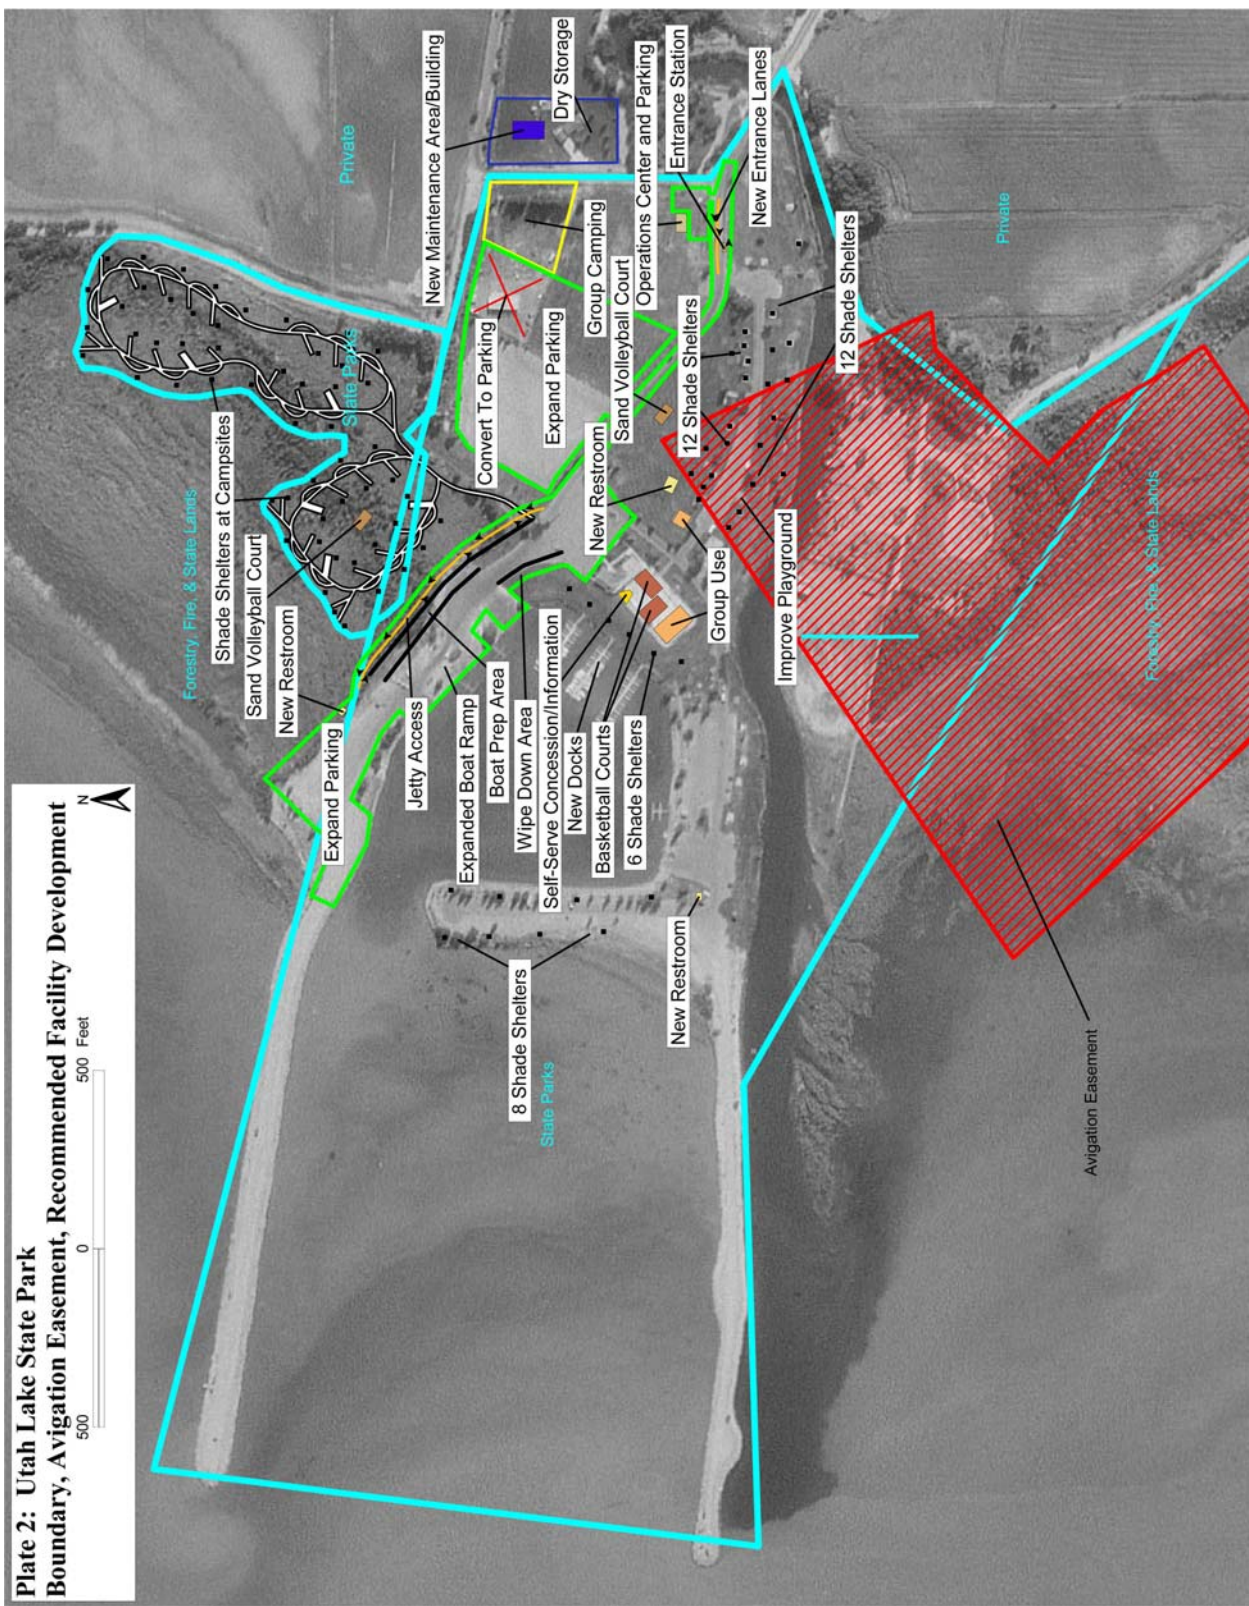 Plate 2: Utah Lake State Park
Boundary, Avigation Easement, Recommended Facility Development
500
0
500
Feet
N
Forestry, Fire, & State Lands
Private
State Parks
Shade Shelters at Campsites
Sand Volleyball Court
New Restroom
Expand Parking
New Maintenance Area/Building
Dry Storage
Jetty Access
Convert To Parking
Expanded Boat Ramp
Boat Prep Area
Wipe Down Area
Expand Parking
Group Camping
Self-Serve Concession/Information
New Restroom
Sand Volleyball Court
Operations Center and Parking
Entrance Station
8 Shade Shelters
State Parks
New Docks
Basketball Courts
6 Shade Shelters
12 Shade Shelters
New Restroom
Group Use
New Entrance Lanes
Improve Playground
12 Shade Shelters
Private
Avigation Easement
Forestry, Fire, & State Lands